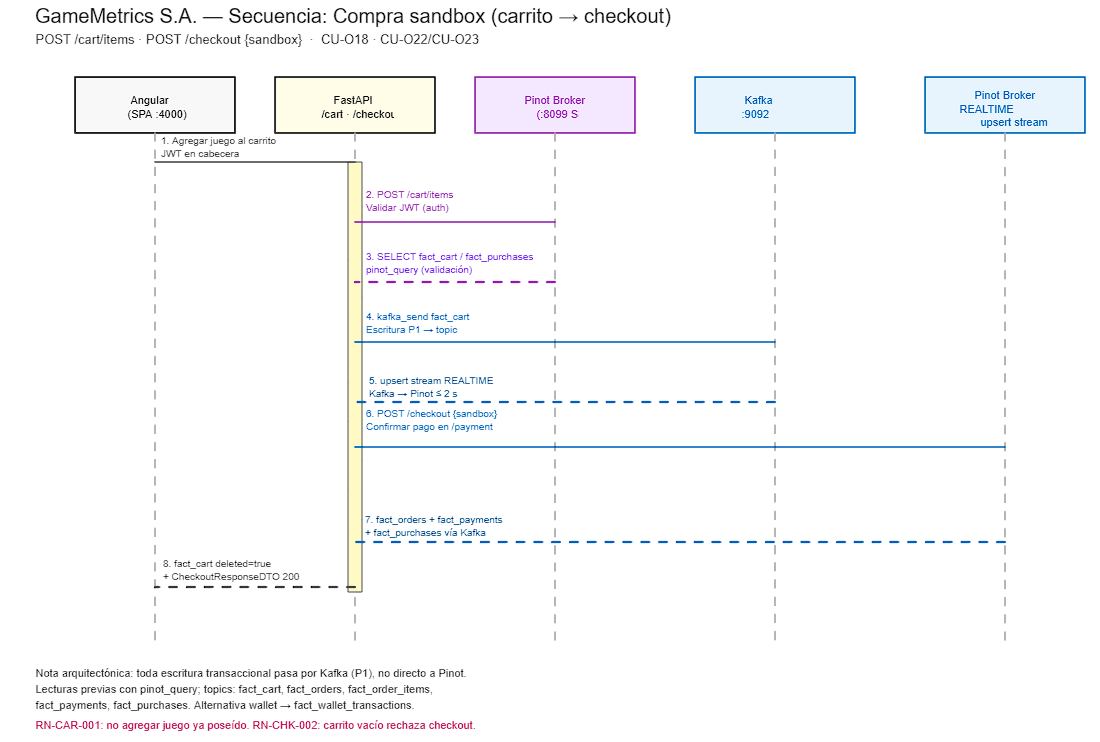 GameMetrics S.A. — Secuencia: Compra sandbox (carrito → checkout)
POST /cart/items · POST /checkout {sandbox} · CU-O18 · CU-O22/CU-O23
Angular
(SPA :4000)
FastAPI
/cart · /checkou
Pinot Broker
(:8099 S
Kafka
:9092
Pinot Broker
REALTIME
upsert stream
1. Agregar juego al carrito
JWT en cabecera
2. POST /cart/items
Validar JWT (auth)
3. SELECT fact_cart / fact_purchases
pinot_query (validación)
4. kafka_send fact_cart
Escritura P1 → topic
5. upsert stream REALTIME
Kafka → Pinot ≤ 2 s
6. POST /checkout {sandbox}
Confirmar pago en /payment
7. fact_orders + fact_payments
+ fact_purchases vía Kafka
8. fact_cart deleted=true
+ CheckoutResponseDTO 200
Nota arquitectónica: toda escritura transaccional pasa por Kafka (P1), no directo a Pinot.
Lecturas previas con pinot_query; topics: fact_cart, fact_orders, fact_order_items,
fact_payments, fact_purchases. Alternativa wallet → fact_wallet_transactions.
RN-CAR-001: no agregar juego ya poseído. RN-CHK-002: carrito vacío rechaza checkout.